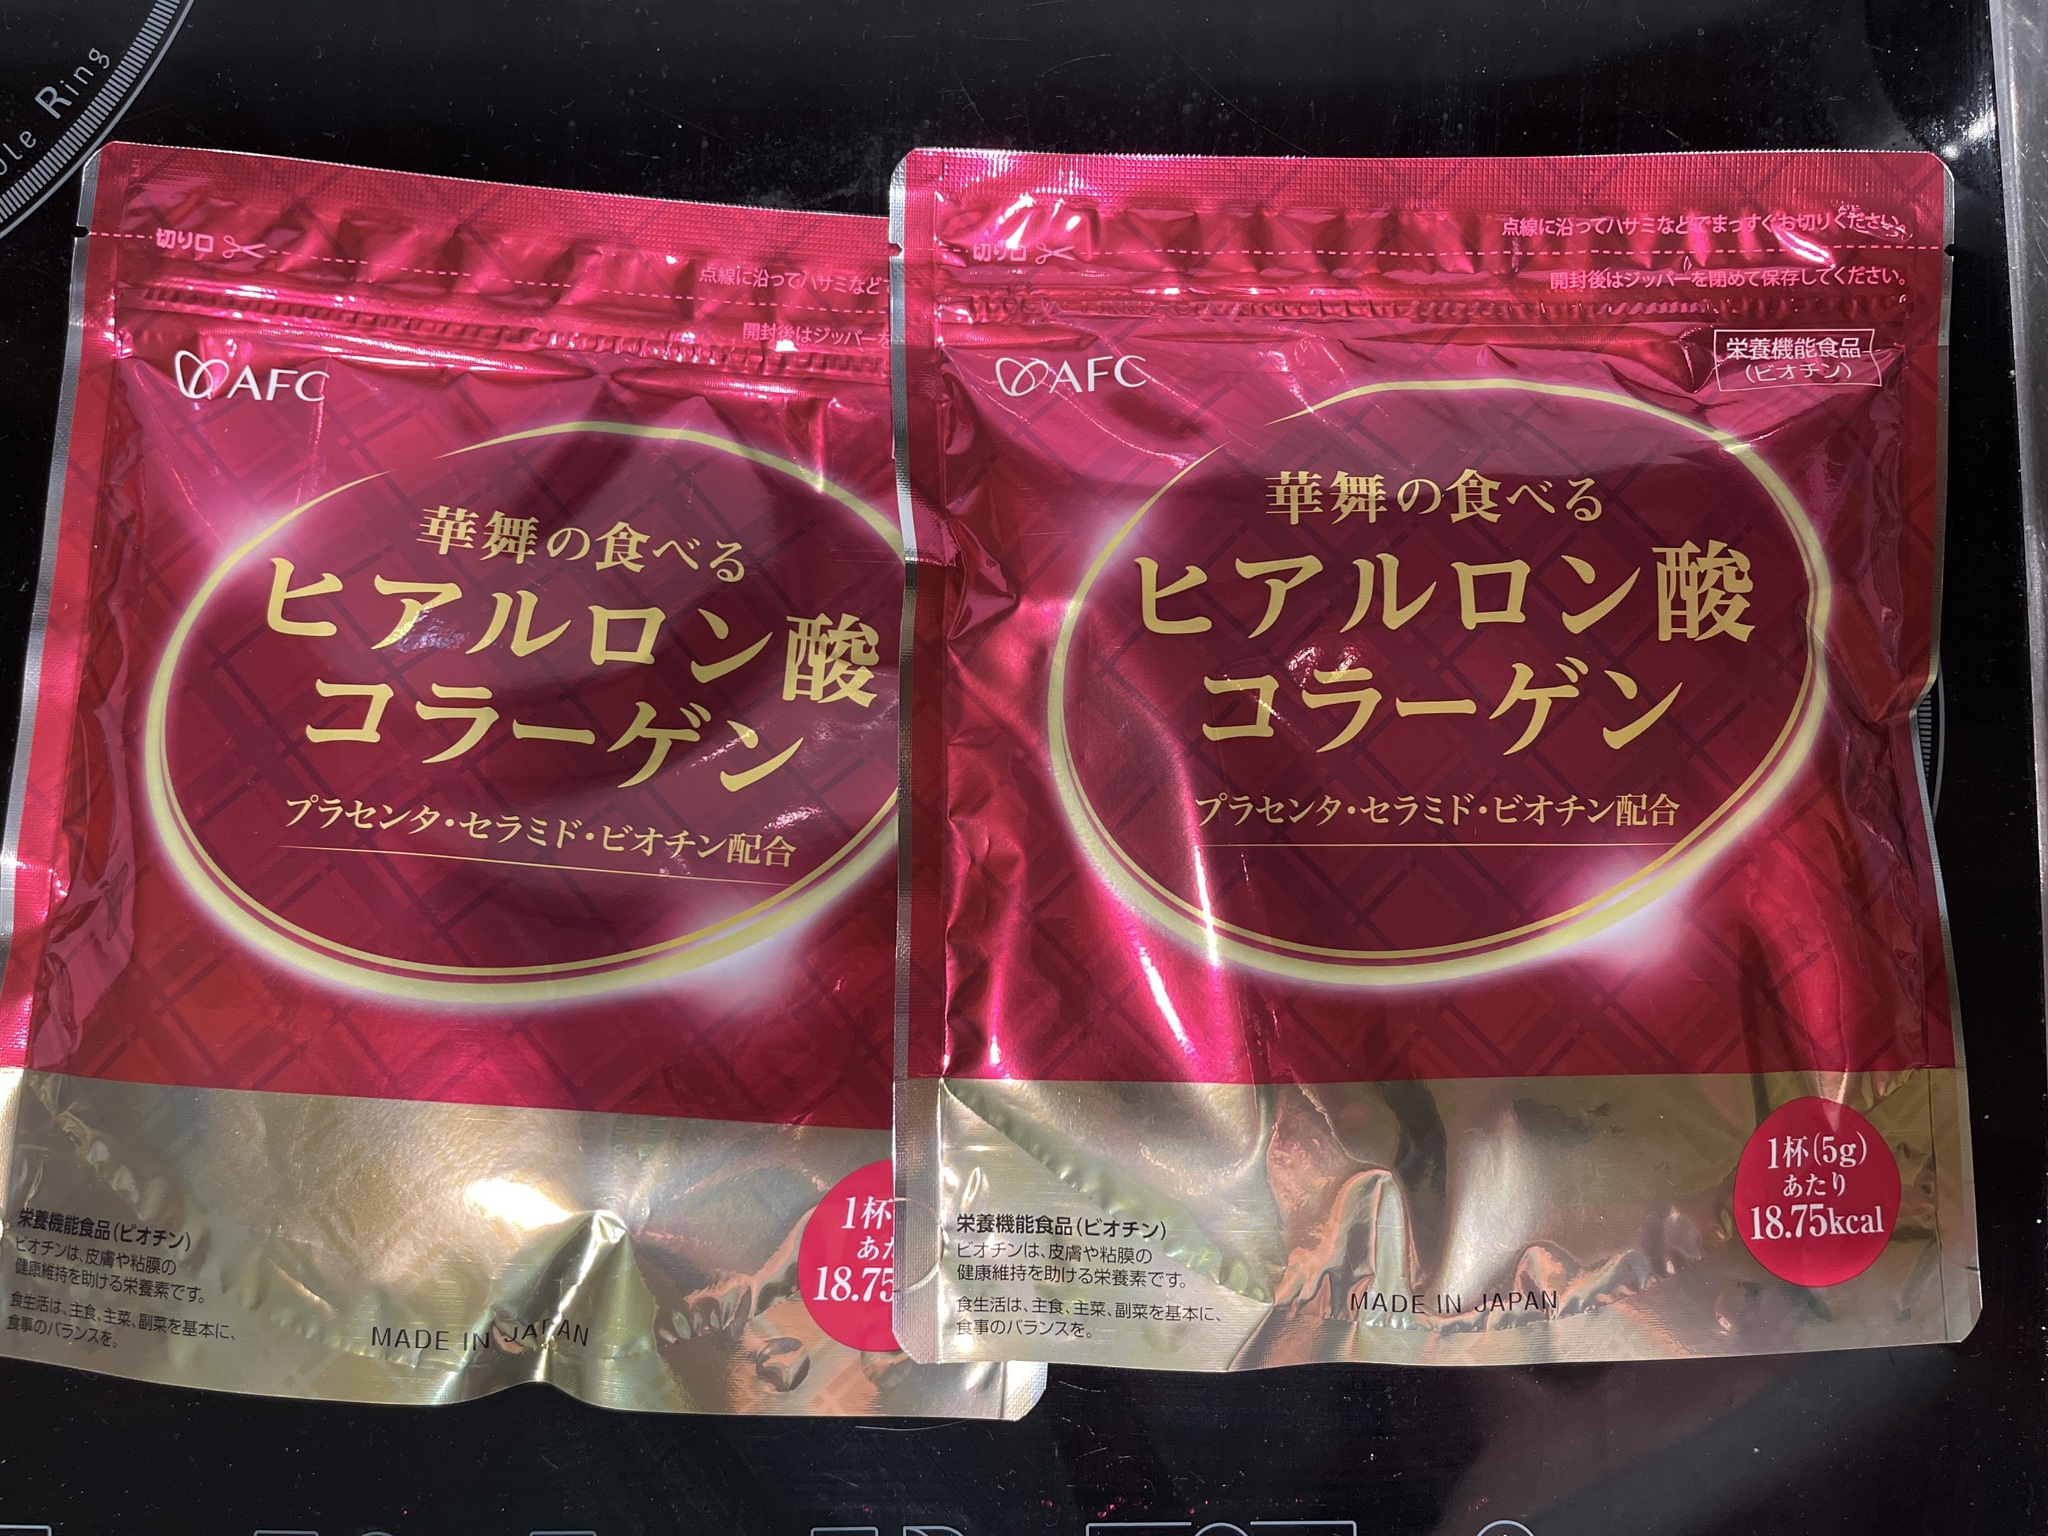 Ring
切り口
点線に沿ってハサミなど
開封後はジッパーを
AFC
華舞の食べる
ヒアルロン酸
コラーゲン
プラセンタ・セラミド・ビオチン配合
栄養機能食品(ビオチン)
ビオチンは、皮膚や粘膜の
健康維持を助ける栄養素です。
食生活は、主食、主菜、副菜を基本に、
食事のバランスを。
MADE IN JAPAN
1杯
あた
18.75
切り口
点線に沿ってハサミなどでまっすぐお切りください。
開封後はジッパーを閉めて保存してください。
AFC
栄養機能食品
(ビオチン)
華舞の食べる
ヒアルロン酸
コラーゲン
プラセンタ・セラミド・ビオチン配合
栄養機能食品(ビオチン)
ビオチンは、皮膚や粘膜の
健康維持を助ける栄養素です。
食生活は、主食、主菜、副菜を基本に、
食事のバランスを。
MADE IN JAPAN
1杯(5g)
あたり
18.75kcal